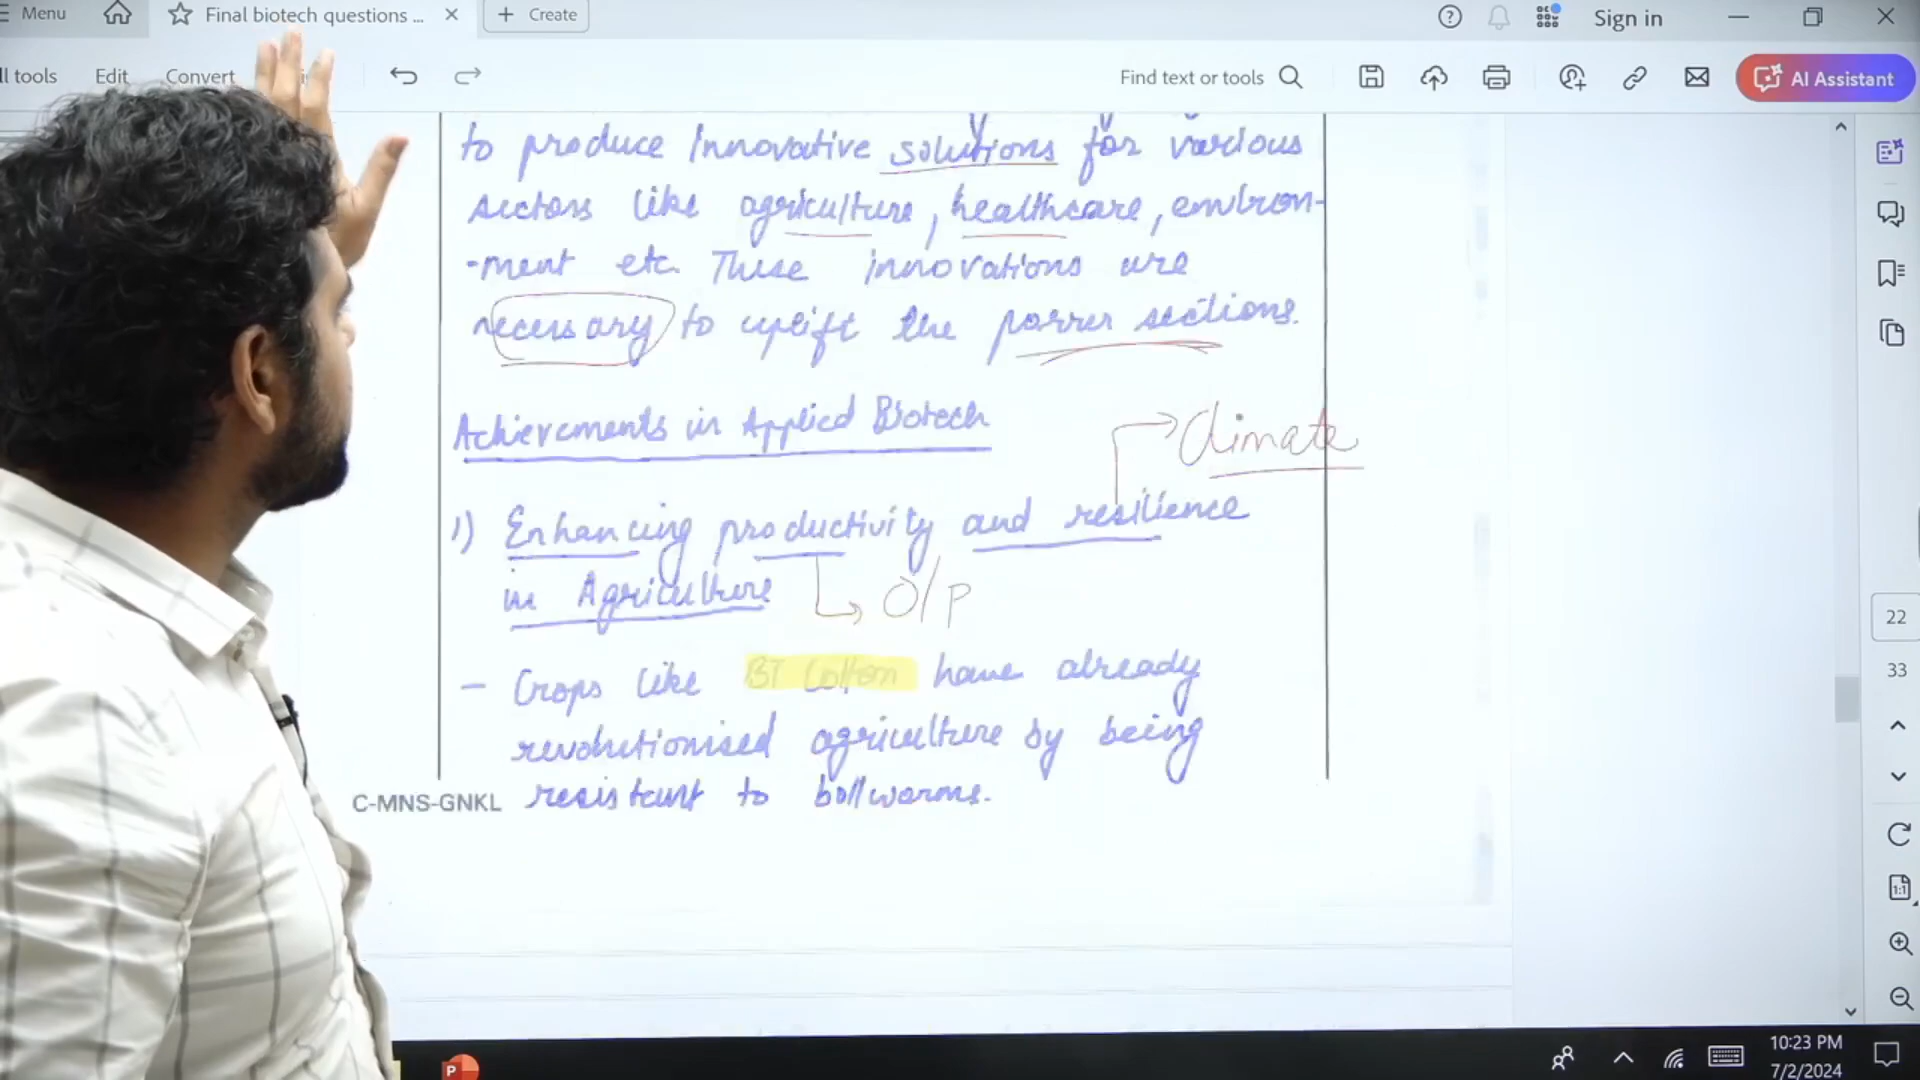 Menu
Final biotech questions ...
Create
Sign in
ll tools
Edit
Convert
Find text or tools
AI Assistant
to produce innovative solutions for various
sectors like agriculture, healthcare, environ-
-ment etc. These innovations are
necessary to uplift the porrer sections.
Achievements in Applied Biotech
Climate
1) Enhancing productivity and resilience
in Agriculture
O/P
- Crops like BT Cotton have already
revolutionised agriculture by being
resistant to bollworms.
C-MNS-GNKL
22
33
1:1
P
10:23 PM
7/2/2024